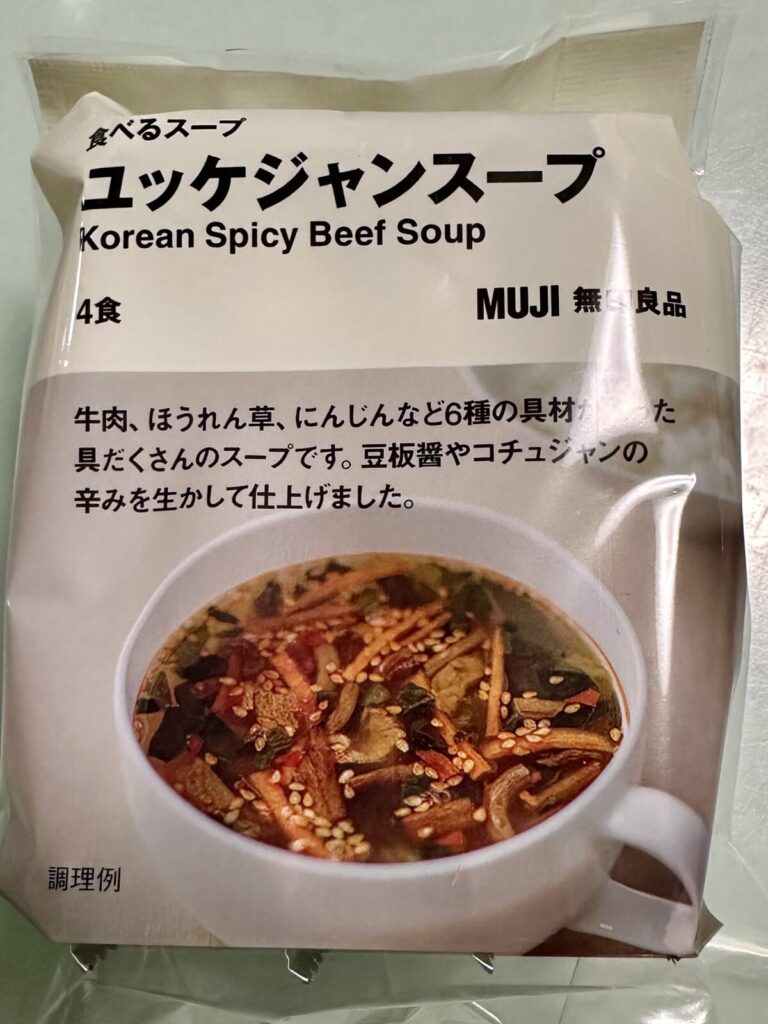 食べるスープ
ユッケジャンスープ
Korean Spicy Beef Soup
4食
MUJI 無印良品
牛肉、ほうれん草、にんじんなど6種の具材が った
具だくさんのスープです。豆板醤やコチュジャンの
辛みを生かして仕上げました。
調理例